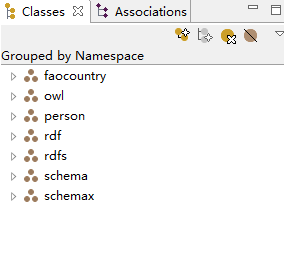 Classes Associations
Grouped by Namespace
faocountry
owl
person
rdf
rdfs
schema
schemax